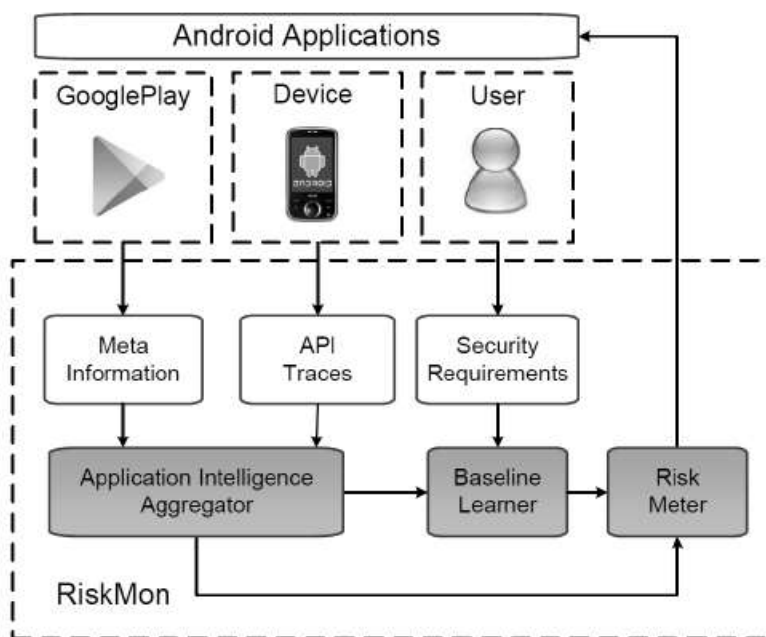 Android Applications
GooglePlay
Device
User
ANDROID
Meta
Information
API
Traces
Security
Requirements
Application Intelligence
Aggregator
Baseline
Learner
Risk
Meter
RiskMon